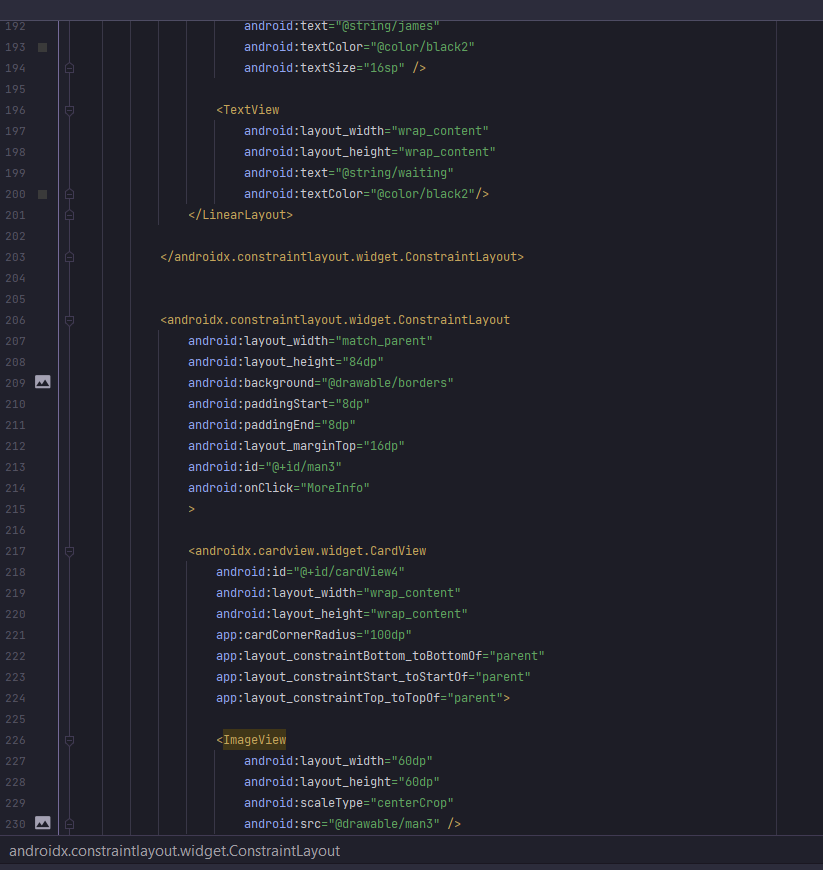 192 android:text="@string/james"
193 android:textColor="@color/black2"
194 android:textSize="16sp" />
195
196 <TextView
197 android:layout_width="wrap_content"
198 android:layout_height="wrap_content"
199 android:text="@string/waiting"
200 android:textColor="@color/black2"/>
201 </LinearLayout>
202
203 </androidx.constraintlayout.widget.ConstraintLayout>
204
205
206 <androidx.constraintlayout.widget.ConstraintLayout
207 android:layout_width="match_parent"
208 android:layout_height="84dp"
209 android:background="@drawable/borders"
210 android:paddingStart="8dp"
211 android:paddingEnd="8dp"
212 android:layout_marginTop="16dp"
213 android:id="@+id/man3"
214 android:onClick="MoreInfo"
215 >
216
217 <androidx.cardview.widget.CardView
218 android:id="@+id/cardView4"
219 android:layout_width="wrap_content"
220 android:layout_height="wrap_content"
221 app:cardCornerRadius="100dp"
222 app:layout_constraintBottom_toBottomOf="parent"
223 app:layout_constraintStart_toStartOf="parent"
224 app:layout_constraintTop_toTopOf="parent">
225
226 <ImageView
227 android:layout_width="60dp"
228 android:layout_height="60dp"
229 android:scaleType="centerCrop"
230 android:src="@drawable/man3" />
androidx.constraintlayout.widget.ConstraintLayout